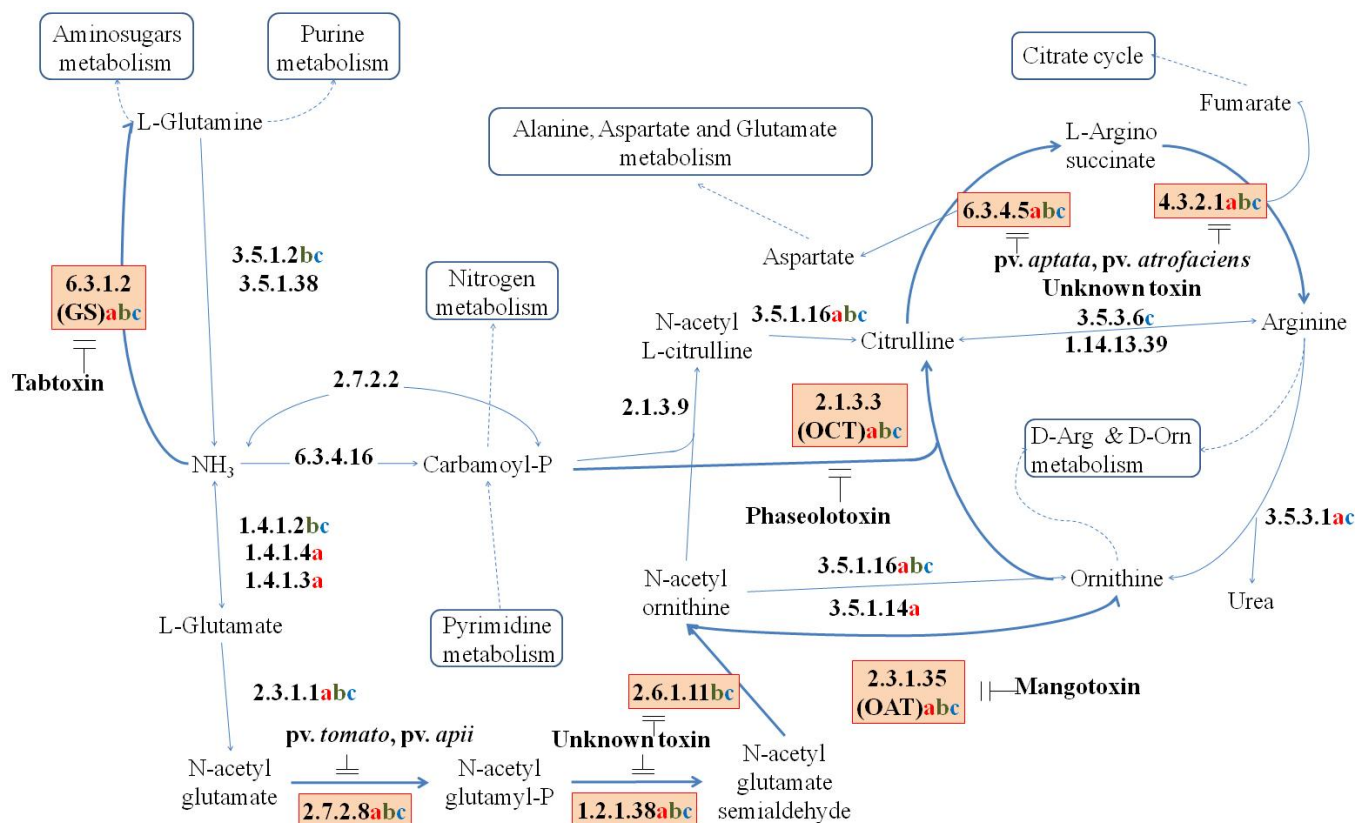 Aminosugars
metabolism
Purine
metabolism
Citrate cycle
Fumarate
L-Glutamine
Alanine, Aspartate and Glutamate
metabolism
L-Argino
succinate
6.3.4.5abc
4.3.2.1abc
3.5.1.2bc
3.5.1.38
Aspartate
pv. aptata, pv. atrofaciens
Unknown toxin
6.3.1.2
(GS)abc
Nitrogen
metabolism
N-acetyl
L-citrulline
3.5.1.16abc
Citrulline
3.5.3.6c
1.14.13.39
Arginine
Tabtoxin
2.7.2.2
2.1.3.9
2.1.3.3
(OCT)abc
D-Arg & D-Orn
metabolism
NH3
6.3.4.16
Carbamoyl-P
Phaseolotoxin
3.5.3.1ac
1.4.1.2bc
1.4.1.4a
1.4.1.3a
N-acetyl
ornithine
3.5.1.16abc
3.5.1.14a
Ornithine
Urea
L-Glutamate
Pyrimidine
metabolism
2.3.1.1abc
2.6.1.11bc
2.3.1.35
(OAT)abc
Mangotoxin
pv. tomato, pv. apii
Unknown toxin
N-acetyl
glutamate
2.7.2.8abc
N-acetyl
glutamyl-P
1.2.1.38abc
N-acetyl
glutamate
semialdehyde